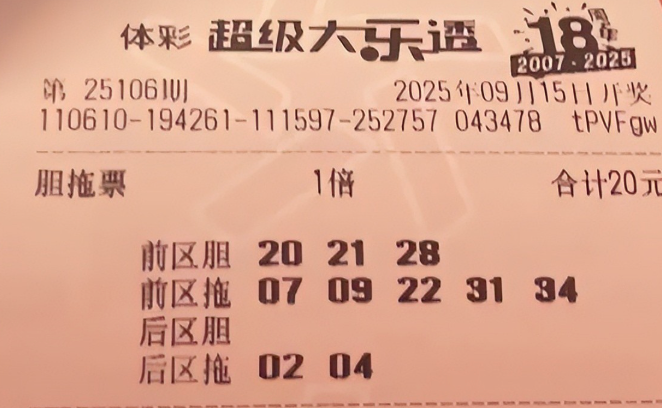 体彩 超级大乐透 18周年
2007-2025
第 25106期 2025年09月15日开奖
110610-194261-111597-252757 043478 tPVFgw
胆拖票 1倍 合计20元
前区胆 20 21 28
前区拖 07 09 22 31 34
后区胆
后区拖 02 04